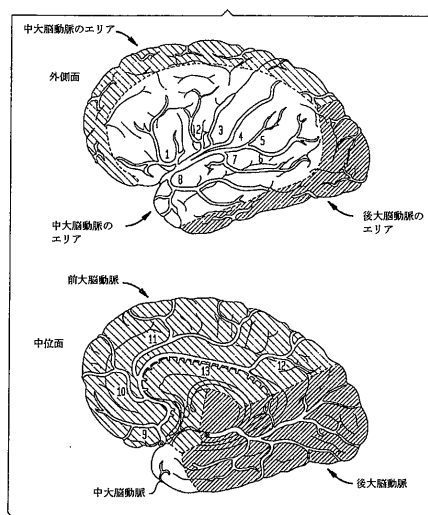 中大脳動脈のエリア
外側面
1
12
3
4
5
7
6
8
中大脳動脈の
エリア
後大脳動脈の
エリア
前大脳動脈
中位面
11
12
13
10
9
中大脳動脈
後大脳動脈